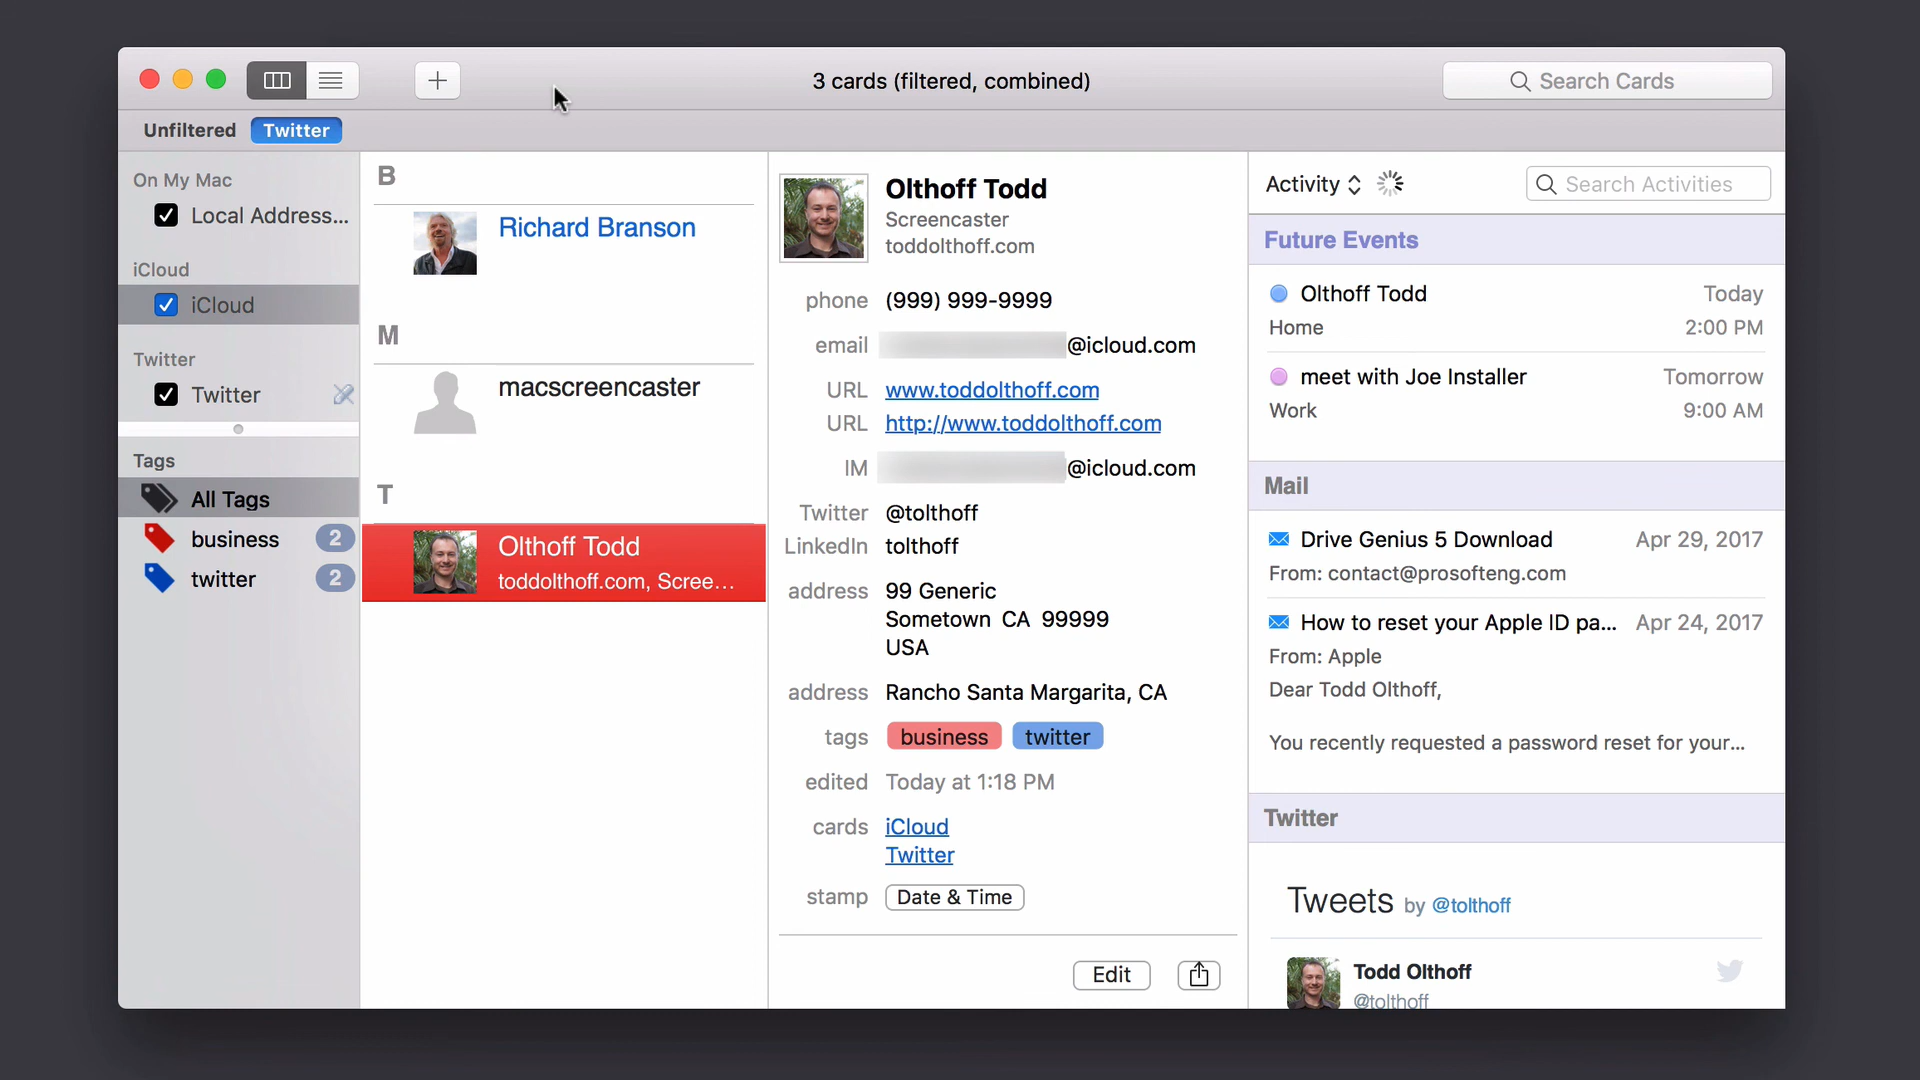 3 cards (filtered, combined)
Search Cards
Unfiltered
Twitter
On My Mac
Local Address...
iCloud
iCloud
Twitter
Twitter
Tags
All Tags
business 2
twitter 2
B
Richard Branson
M
macscreencaster
T
Olthoff Todd
toddolthoff.com, Scree...
Olthoff Todd
Screencaster
toddolthoff.com
phone (999) 999-9999
email @icloud.com
URL www.toddolthoff.com
URL http://www.toddolthoff.com
IM @icloud.com
Twitter @tolthoff
LinkedIn tolthoff
address 99 Generic
Sometown CA 99999
USA
address Rancho Santa Margarita, CA
tags business twitter
edited Today at 1:18 PM
cards iCloud
Twitter
stamp Date & Time
Edit
Activity
Search Activities
Future Events
Olthoff Todd Today
Home 2:00 PM
meet with Joe Installer Tomorrow
Work 9:00 AM
Mail
Drive Genius 5 Download Apr 29, 2017
From: contact@prosofteng.com
How to reset your Apple ID pa... Apr 24, 2017
From: Apple
Dear Todd Olthoff,
You recently requested a password reset for your...
Twitter
Tweets by @tolthoff
Todd Olthoff
@tolthoff